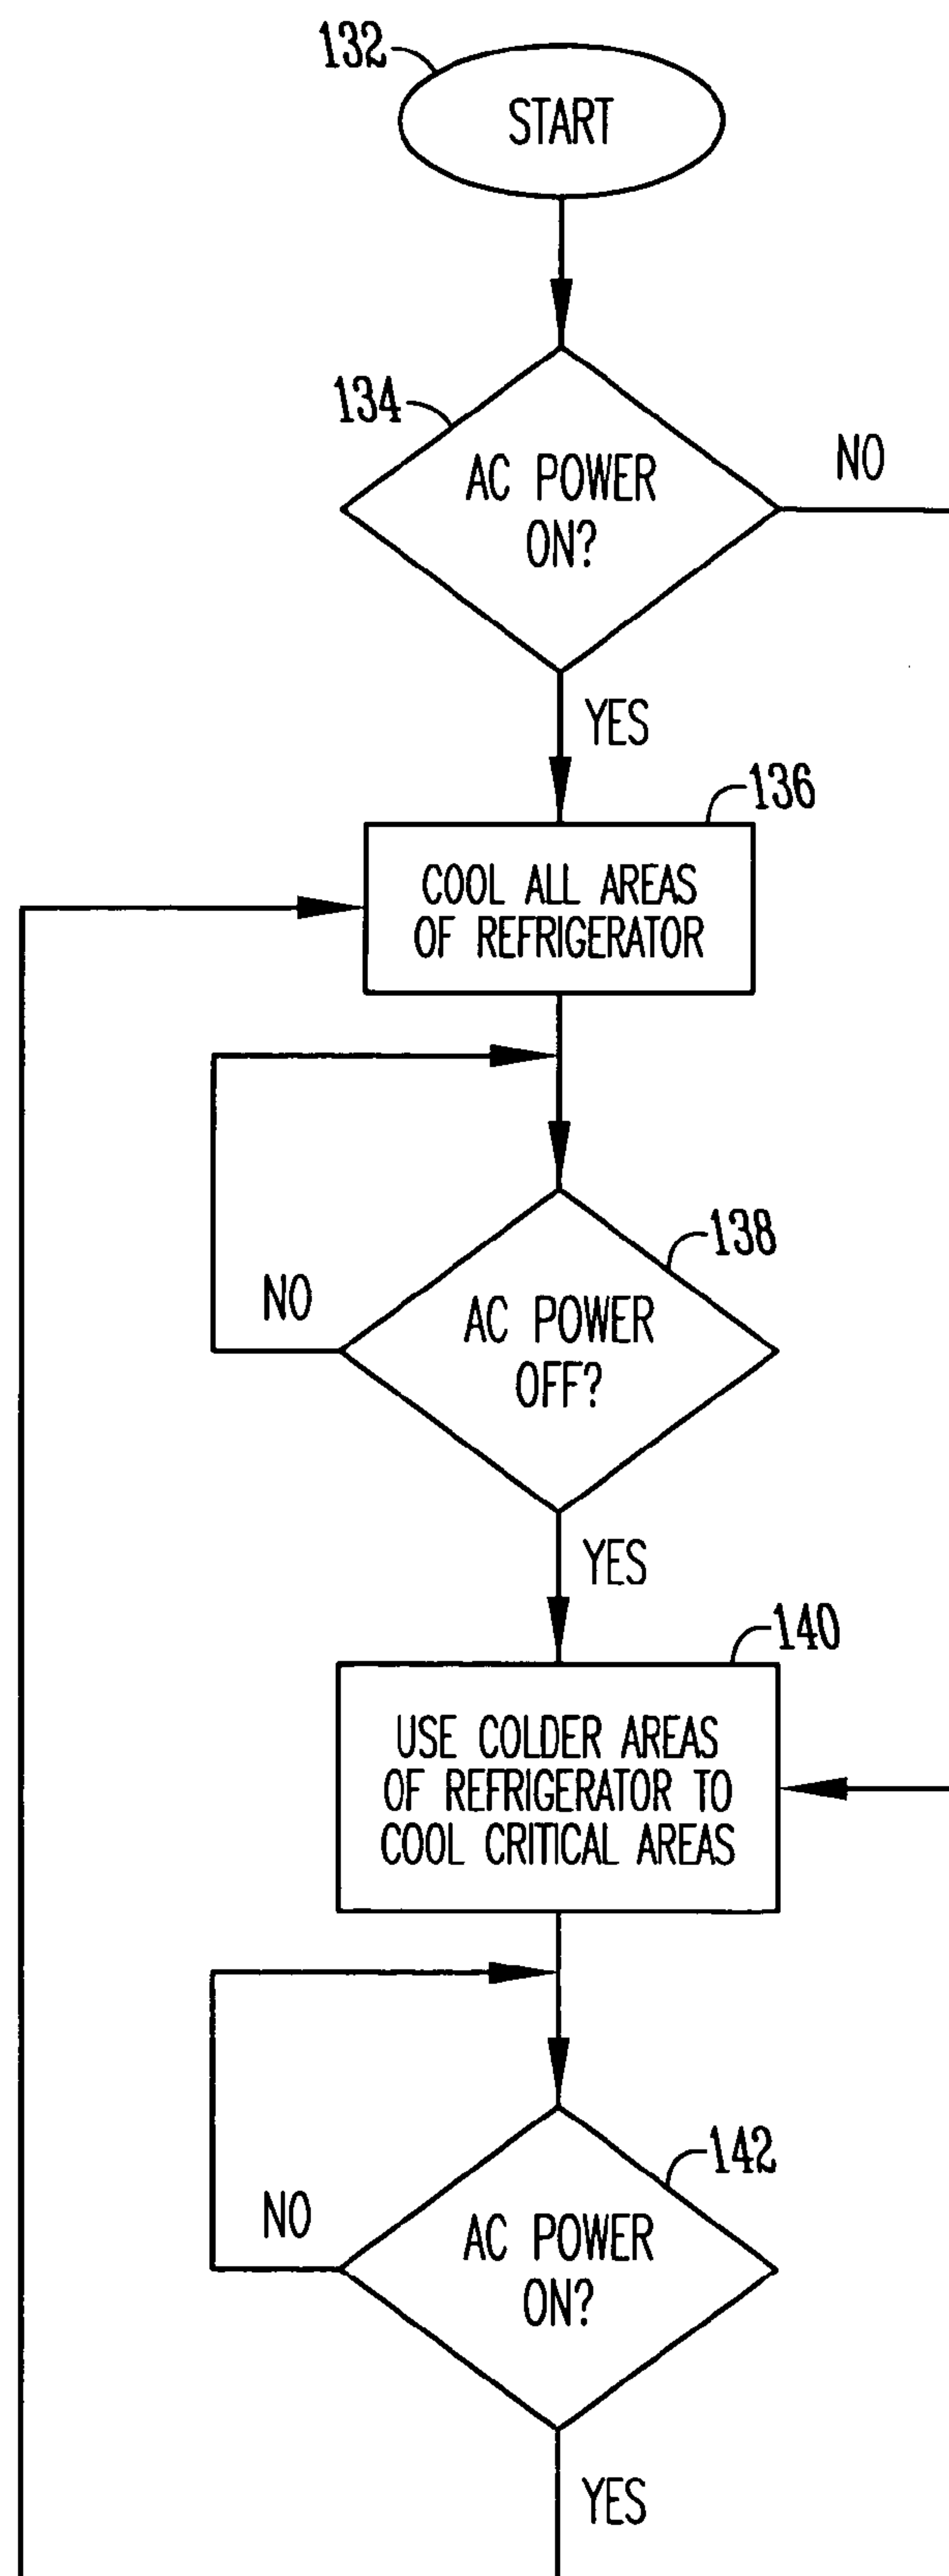 132
START
134
AC POWER
ON?
NO
YES
136
COOL ALL AREAS
OF REFRIGERATOR
138
NO
AC POWER
OFF?
YES
140
USE COLDER AREAS
OF REFRIGERATOR TO
COOL CRITICAL AREAS
142
NO
AC POWER
ON?
YES